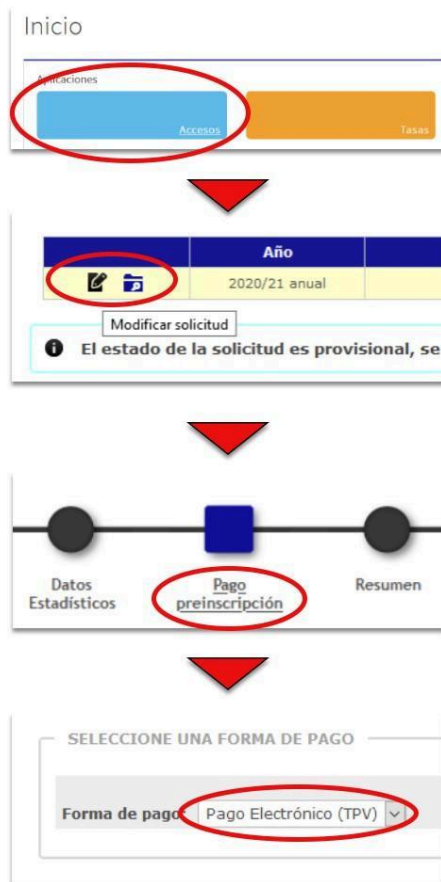 Inicio
Aplicaciones
Accesos
Tasas
Año
2020/21 anual
Modificar solicitud
El estado de la solicitud es provisional, se
Datos
Estadísticos
Pago
preinscripción
Resumen
SELECCIONE UNA FORMA DE PAGO
Forma de pago: Pago Electrónico (TPV)